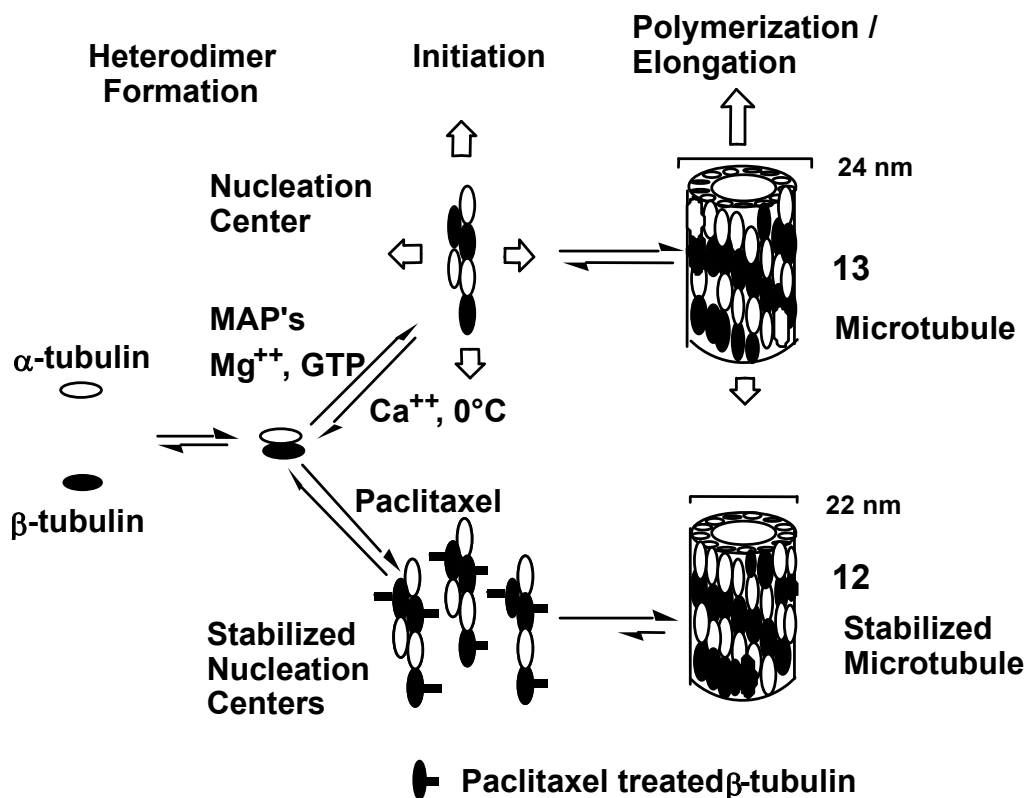 Heterodimer
Formation
Initiation
Polymerization /
Elongation
24 nm
Nucleation
Center
13
Microtubule
MAP's
Mg++, GTP
Ca++, 0°C
α-tubulin
β-tubulin
Paclitaxel
22 nm
12
Stabilized
Microtubule
Stabilized
Nucleation
Centers
Paclitaxel treatedβ-tubulin